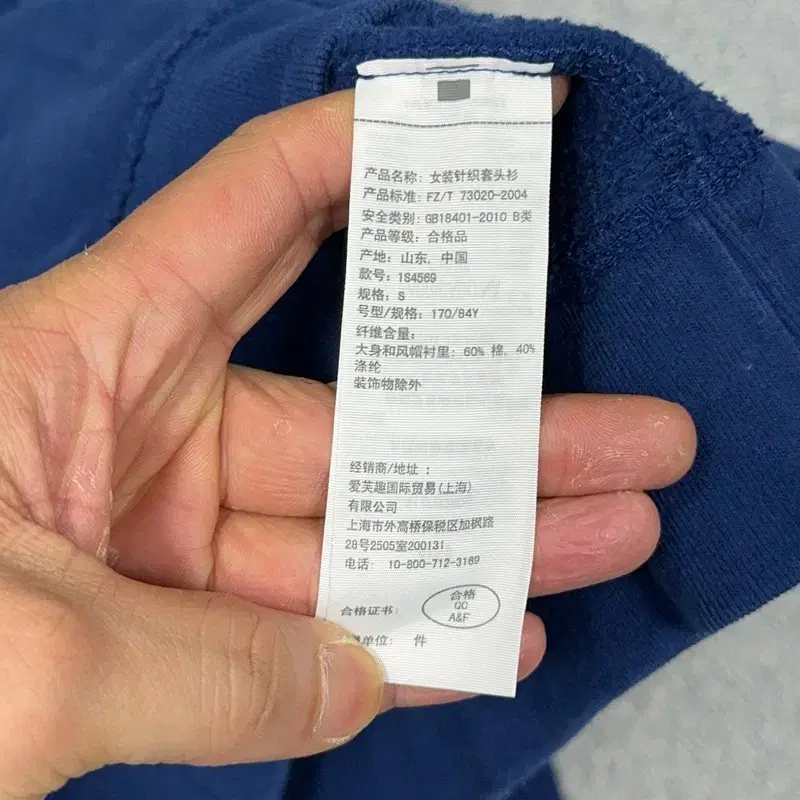 产品名称: 女装针织套头衫
产品标准: FZ/T 73020-2004
安全类别: GB18401-2010 B类
产品等级: 合格品
产地: 山东, 中国
款号: 184569
规格: S
号型/规格: 170/84Y
纤维含量:
大身和风帽衬里: 60% 棉, 40%
涤纶
装饰物除外
经销商/地址 :
爱芙趣国际贸易(上海)
有限公司
上海市外高桥保税区加枫路
28号2505室200131
电话: 10-800-712-3169
合格证书:
合格
QC
A&F
单位: 件